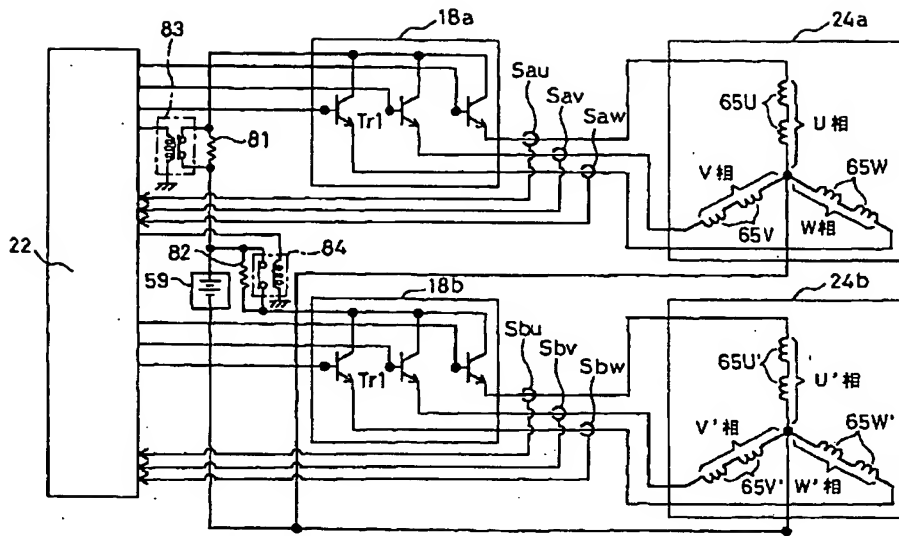 83
18a
24a
Sau
Sav
Saw
Tr1
81
65U
U相
65W
V相
65V
W相
22
82
84
59
18b
24b
Sbu
Sbv
Sbw
Tr1
65U'
U'相
65W'
V'相
65V'
W'相